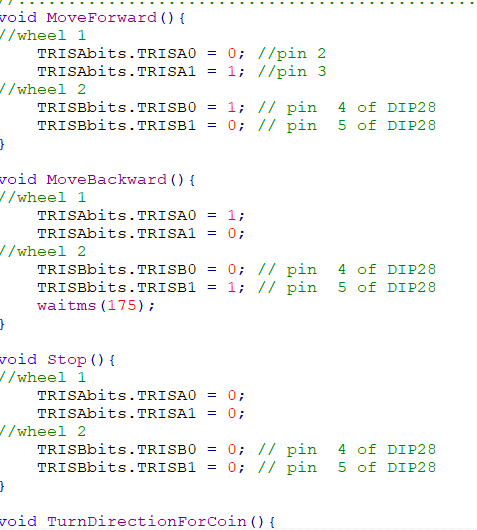 //................................................
void MoveForward(){
//wheel 1
    TRISAbits.TRISA0 = 0; //pin 2
    TRISAbits.TRISA1 = 1; //pin 3
//wheel 2
    TRISBbits.TRISB0 = 1; // pin  4 of DIP28
    TRISBbits.TRISB1 = 0; // pin  5 of DIP28
}

void MoveBackward(){
//wheel 1
    TRISAbits.TRISA0 = 1;
    TRISAbits.TRISA1 = 0;
//wheel 2
    TRISBbits.TRISB0 = 0; // pin  4 of DIP28
    TRISBbits.TRISB1 = 1; // pin  5 of DIP28
    waitms(175);
}

void Stop(){
//wheel 1
    TRISAbits.TRISA0 = 0;
    TRISAbits.TRISA1 = 0;
//wheel 2
    TRISBbits.TRISB0 = 0; // pin  4 of DIP28
    TRISBbits.TRISB1 = 0; // pin  5 of DIP28
}

void TurnDirectionForCoin(){